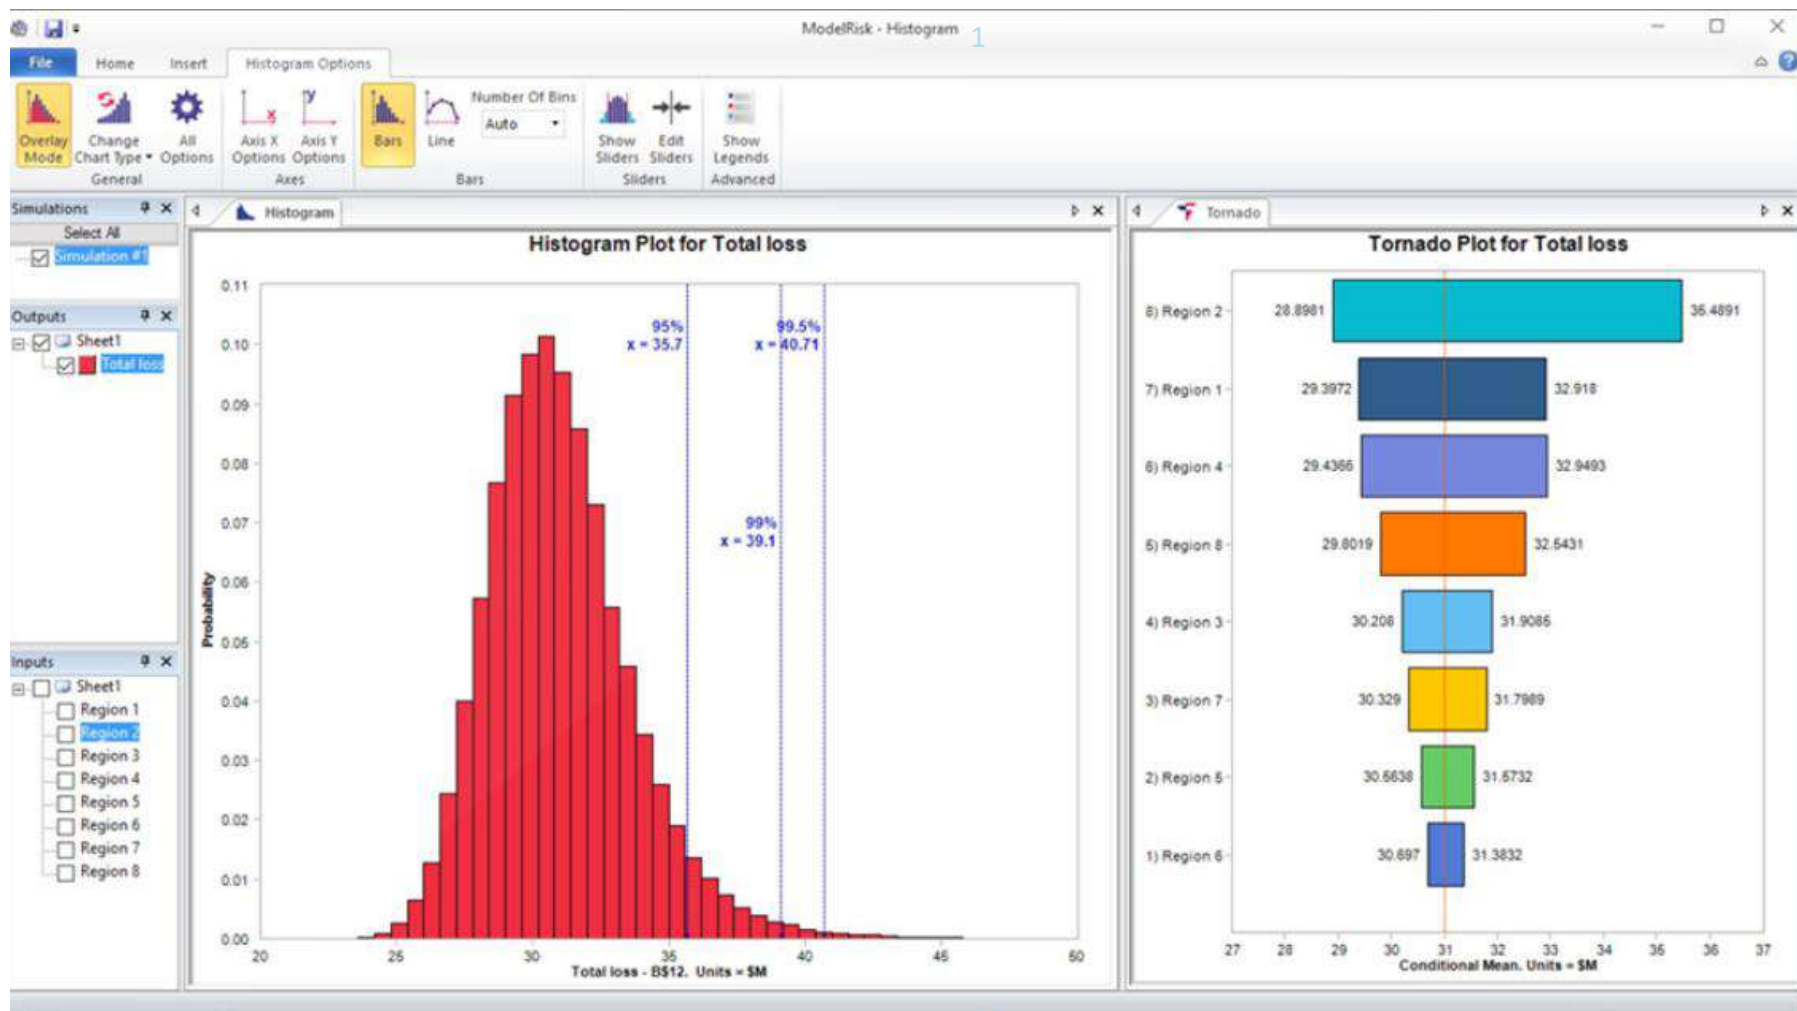 ModelRisk - Histogram
1
File Home Insert Histogram Options
Overlay Mode
Change Chart Type
All Options
General
Axis X Options
Axis Y Options
Axes
Bars
Line
Number Of Bins
Auto
Bars
Show Sliders
Edit Sliders
Sliders
Show Legends
Advanced
Simulations
Select All
Simulation #1
Outputs
Sheet1
Total loss
Inputs
Sheet1
Region 1
Region 2
Region 3
Region 4
Region 5
Region 6
Region 7
Region 8
Histogram
Histogram Plot for Total loss
0.11
0.10
0.09
0.08
0.07
0.06
0.05
0.04
0.03
0.02
0.01
0.00
Probability
95%
x = 35.7
99.5%
x = 40.71
99%
x = 39.1
20 25 30 35 40 45 50
Total loss - B$12. Units = $M
Tornado
Tornado Plot for Total loss
8) Region 2 28.8981 35.4891
7) Region 1 29.3972 32.918
6) Region 4 29.4366 32.9493
5) Region 8 29.8019 32.5431
4) Region 3 30.208 31.9085
3) Region 7 30.329 31.7989
2) Region 5 30.5638 31.5732
1) Region 6 30.697 31.3832
27 28 29 30 31 32 33 34 35 36 37
Conditional Mean. Units = $M